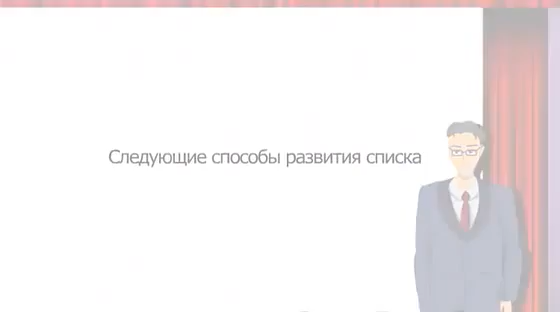 Следующие способы развития списка